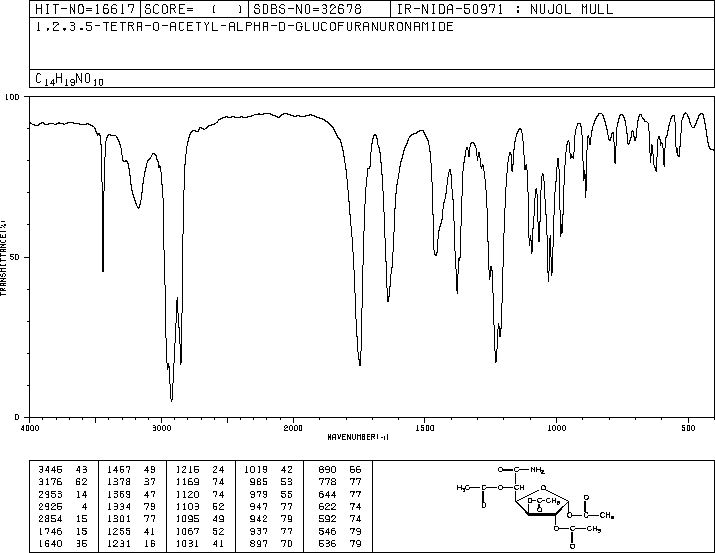 HIT-NO=16617 SCORE= ( ) SDBS-NO=32678 IR-NIDA-50971 : NUJOL MULL
1,2,3,5-TETRA-O-ACETYL-ALPHA-D-GLUCOFURANURONAMIDE
C14H19NO10
100
50
0
TRANSMITTANCE(%)
4000 3000 2000 1500 1000 500
WAVENUMBER(-1)
3445 43 1457 49 1216 24 1019 42 890 66
3176 62 1378 37 1169 74 985 53 778 77
2953 14 1369 47 1120 74 979 55 644 77
2925 4 1334 79 1103 52 947 77 622 74
2854 15 1301 77 1095 49 942 79 592 74
1746 15 1255 41 1067 52 937 77 546 79
1640 35 1231 16 1031 41 897 70 536 79
O NH2
H3C C O CH
O
O C CH3
O
O
O C CH3
O C CH3
O